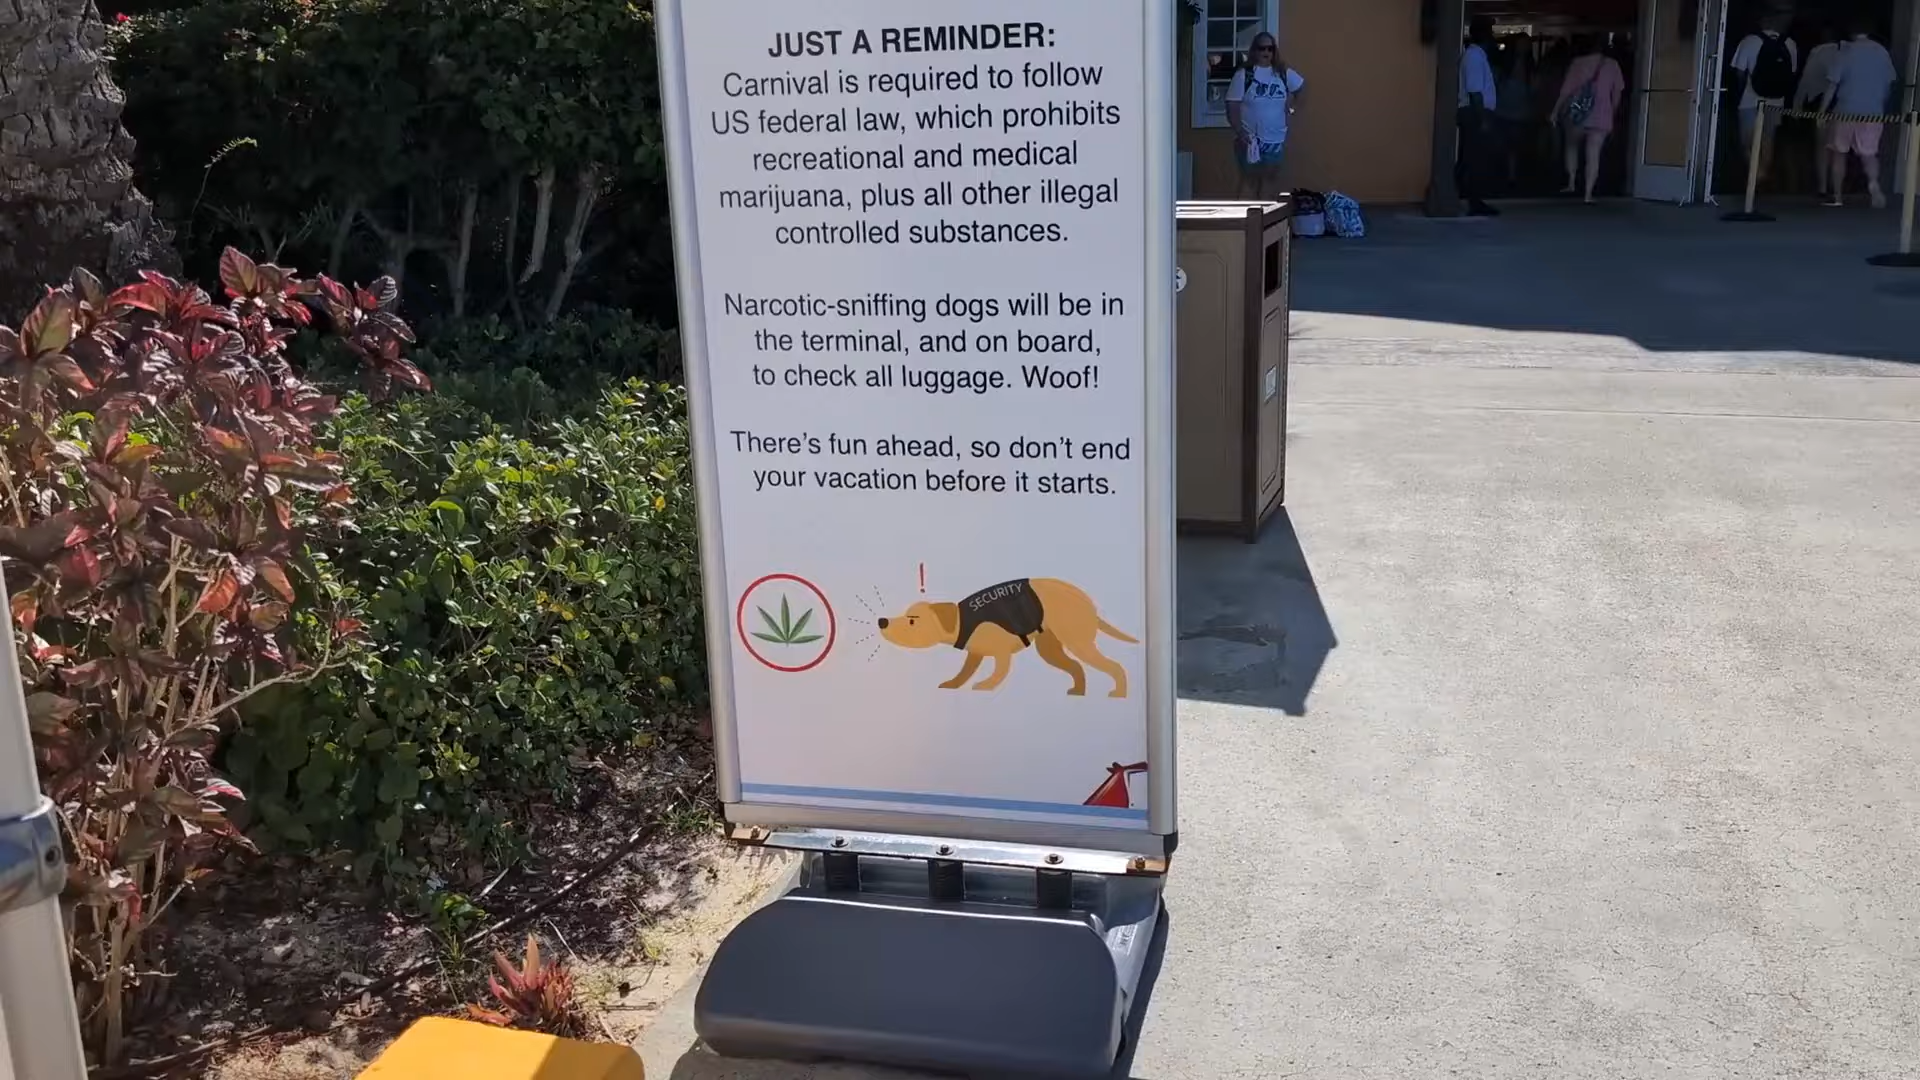 JUST A REMINDER:
Carnival is required to follow
US federal law, which prohibits
recreational and medical
marijuana, plus all other illegal
controlled substances.
Narcotic-sniffing dogs will be in
the terminal, and on board,
to check all luggage. Woof!
There's fun ahead, so don't end
your vacation before it starts.
!
SECURITY